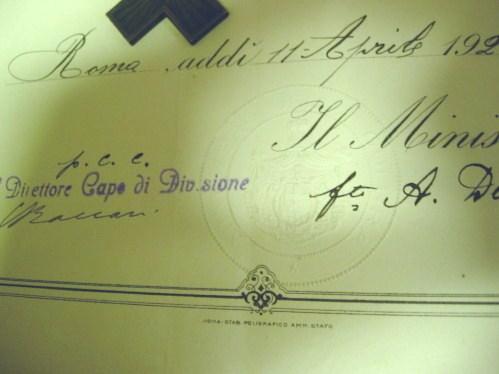 Roma, addì 11 Aprile 192
Il Minis
p. c. c.
Direttore Capo di Divisione
fto A. D
ROMA - STAB. POLIGRAFICO AMM. STATO